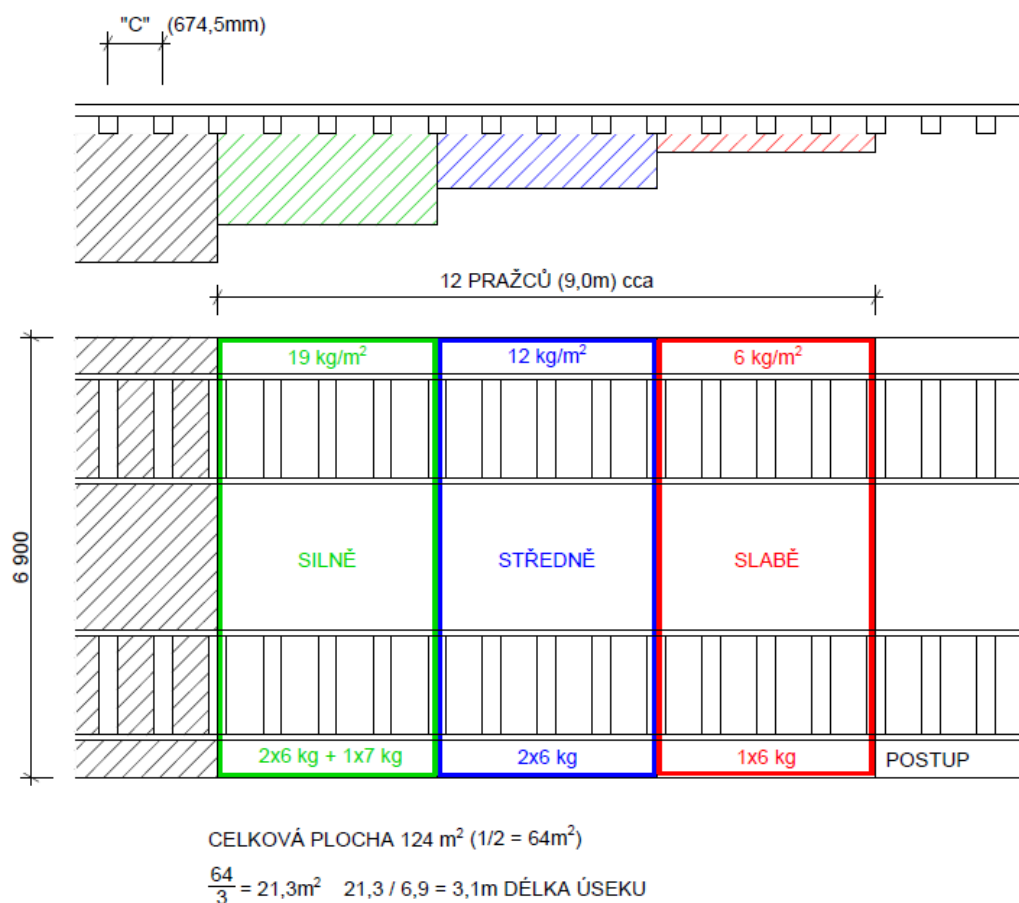 "C" (674,5mm)
12 PRAŽCŮ (9,0m) cca
19 kg/m²
12 kg/m²
6 kg/m²
6 900
SILNĚ
STŘEDNĚ
SLABĚ
2x6 kg + 1x7 kg
2x6 kg
1x6 kg
POSTUP
CELKOVÁ PLOCHA 124 m² (1/2 = 64m²)
64/3 = 21,3m² 21,3 / 6,9 = 3,1m DÉLKA ÚSEKU